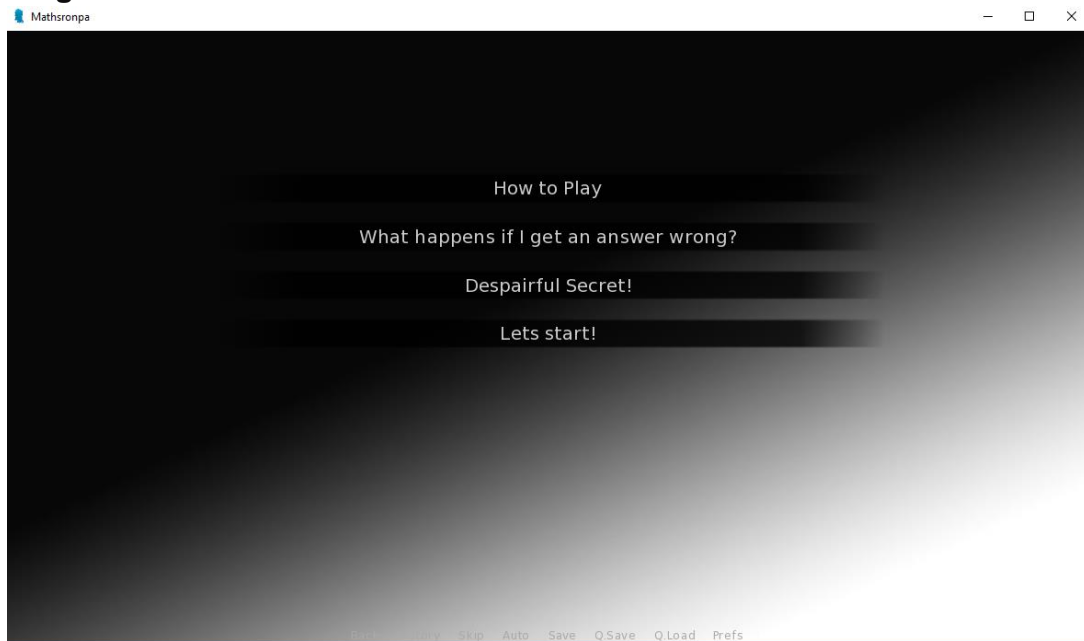 Mathsronpa
How to Play
What happens if I get an answer wrong?
Despairful Secret!
Lets start!
Skip Auto Save Q.Save Q.Load Prefs